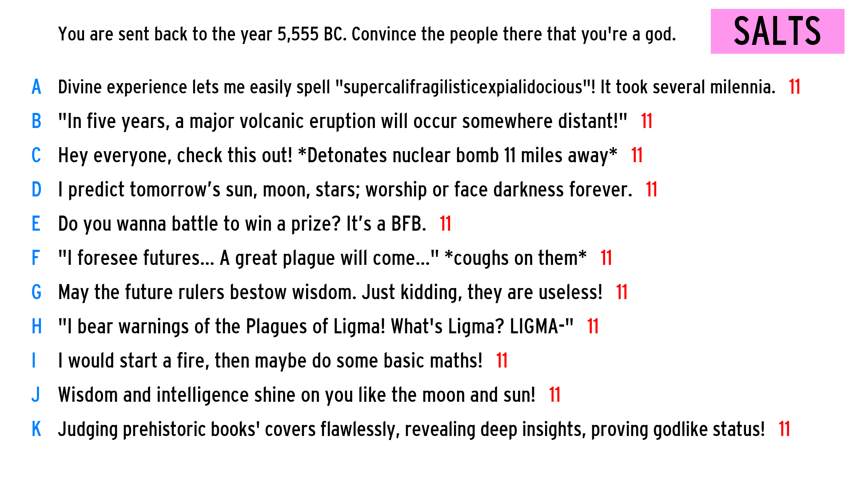 You are sent back to the year 5,555 BC. Convince the people there that you're a god. SALTS
A Divine experience lets me easily spell "supercalifragilisticexpialidocious"! It took several milennia. 11
B "In five years, a major volcanic eruption will occur somewhere distant!" 11
C Hey everyone, check this out! *Detonates nuclear bomb 11 miles away* 11
D I predict tomorrow's sun, moon, stars; worship or face darkness forever. 11
E Do you wanna battle to win a prize? It's a BFB. 11
F "I foresee futures... A great plague will come..." *coughs on them* 11
G May the future rulers bestow wisdom. Just kidding, they are useless! 11
H "I bear warnings of the Plagues of Ligma! What's Ligma? LIGMA-" 11
I I would start a fire, then maybe do some basic maths! 11
J Wisdom and intelligence shine on you like the moon and sun! 11
K Judging prehistoric books' covers flawlessly, revealing deep insights, proving godlike status! 11